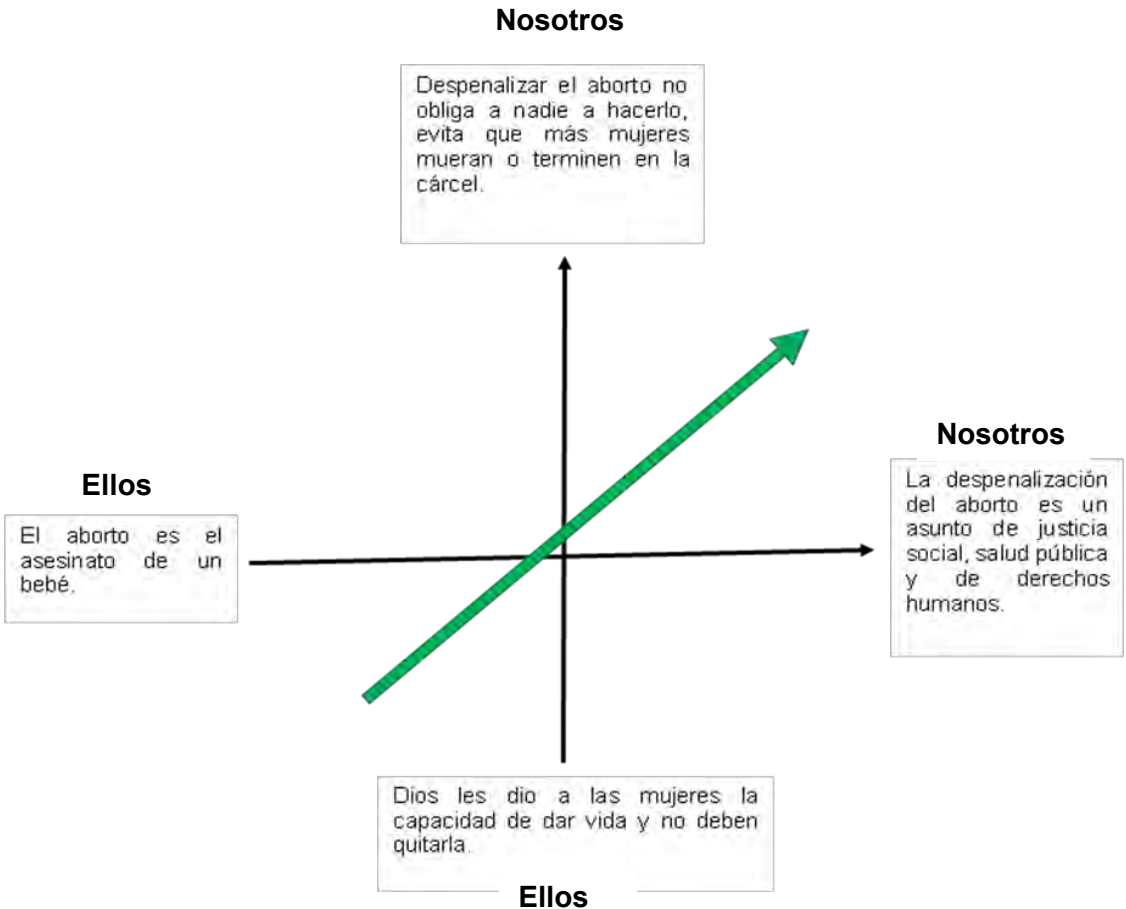 Nosotros
Despenalizar el aborto no
obliga a nadie a hacerlo,
evita que más mujeres
mueran o terminen en la
cárcel.
Nosotros
La despenalización
del aborto es un
asunto de justicia
social, salud pública
y de derechos
humanos.
Ellos
El aborto es el
asesinato de un
bebé.
Dios les dio a las mujeres la
capacidad de dar vida y no deben
quitarla.
Ellos